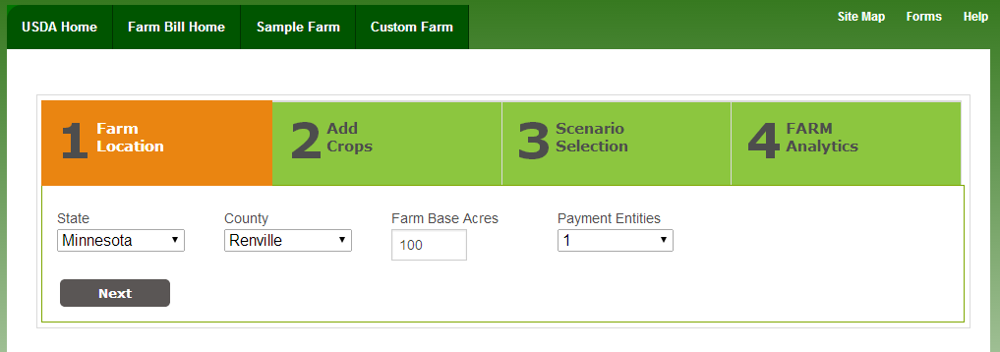 USDA Home Farm Bill Home Sample Farm Custom Farm Site Map Forms Help
1 Farm Location
2 Add Crops
3 Scenario Selection
4 FARM Analytics
State County Farm Base Acres Payment Entities
Minnesota Renville 100 1
Next